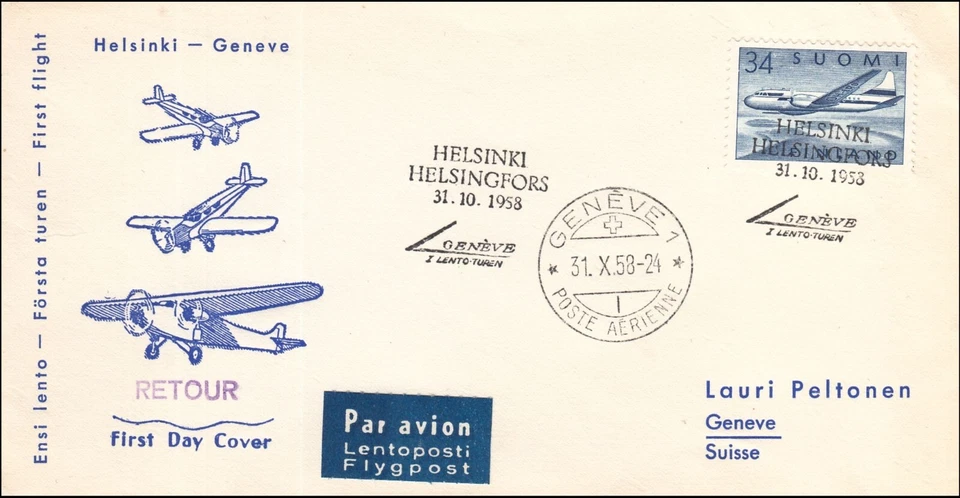 Ensi lento — Första turen — First flight
Helsinki — Geneve
RETOUR
First Day Cover
HELSINKI
HELSINGFORS
31.10.1958
GENÈVE
I LENTO-TUREN
GENÈVE 1
31.X.58-24
I
POSTE AÉRIENNE
34 SUOMI
FINLAND
HELSINKI
HELSINGFORS
31.10.1958
GENÈVE
I LENTO-TUREN
Par avion
Lentoposti
Flygpost
Lauri Peltonen
Geneve
Suisse